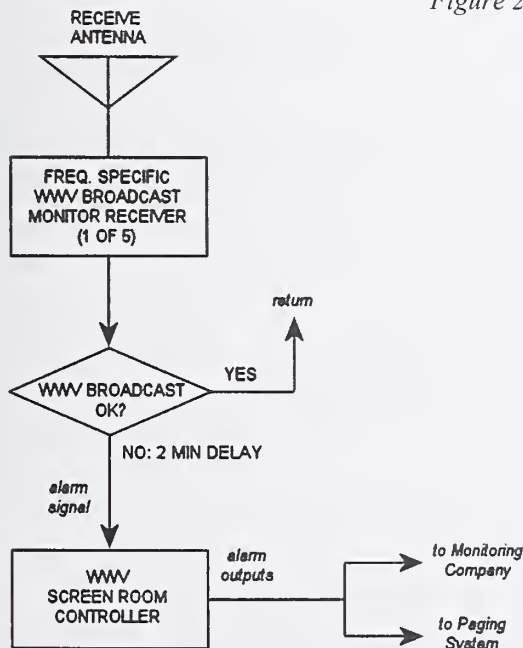 Figure 2
RECEIVE
ANTENNA
FREQ. SPECIFIC
WWV BROADCAST
MONITOR RECEIVER
(1 OF 5)
return
WWV BROADCAST
OK?
YES
NO: 2 MIN DELAY
alarm
signal
WWV
SCREEN ROOM
CONTROLLER
alarm
outputs
to Monitoring
Company
to Paging
System